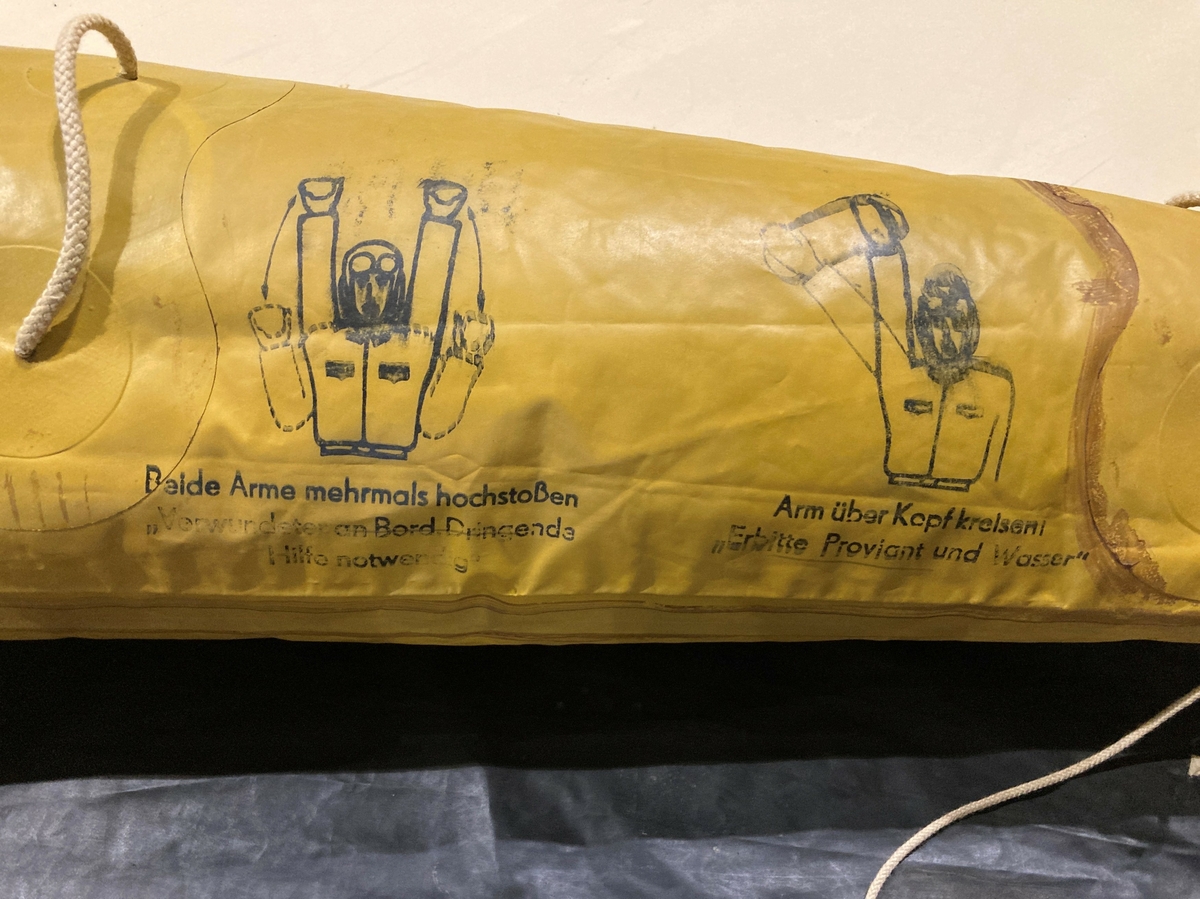 Beide Arme mehrmals hochstoßen
„Verwundeter an Bord Dringende
Hilfe notwendig“
Arm über Kopf kreisen:
„Erbitte Proviant und Wasser“